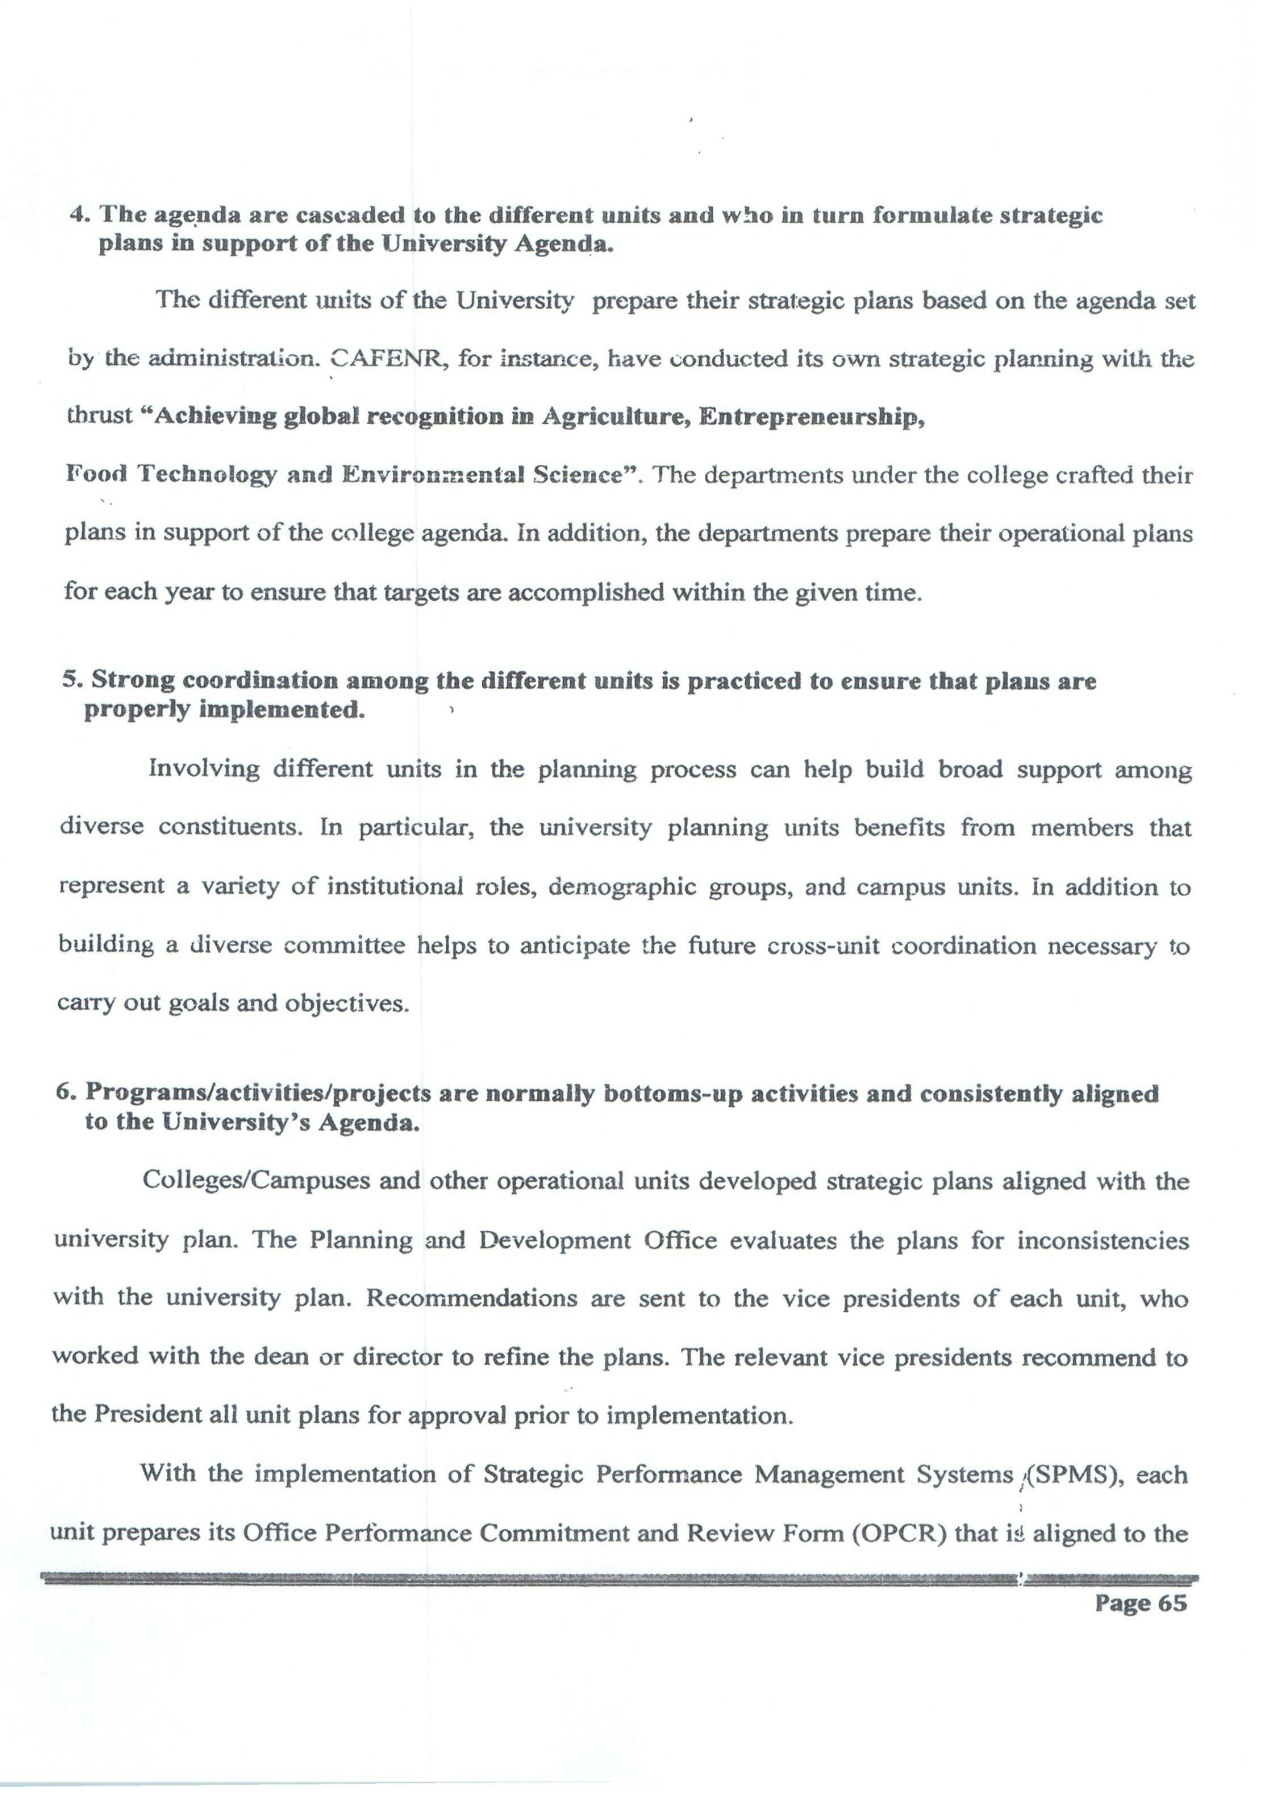 4. The agenda are cascaded to the different units and who in turn formulate strategic
plans in support of the University Agenda.
The different units of the University prepare their strategic plans based on the agenda set
by the administration. CAFENR, for instance, have conducted its own strategic planning with the
thrust “Achieving global recognition in Agriculture, Entrepreneurship,
Food Technology and Environmental Science”. The departments under the college crafted their
plans in support of the college agenda. In addition, the departments prepare their operational plans
for each year to ensure that targets are accomplished within the given time.
5. Strong coordination among the different units is practiced to ensure that plans are
properly implemented.
Involving different units in the planning process can help build broad support among
diverse constituents. In particular, the university planning units benefits from members that
represent a variety of institutional roles, demographic groups, and campus units. In addition to
building a diverse committee helps to anticipate the future cross-unit coordination necessary to
carry out goals and objectives.
6. Programs/activities/projects are normally bottoms-up activities and consistently aligned
to the University’s Agenda.
Colleges/Campuses and other operational units developed strategic plans aligned with the
university plan. The Planning and Development Office evaluates the plans for inconsistencies
with the university plan. Recommendations are sent to the vice presidents of each unit, who
worked with the dean or director to refine the plans. The relevant vice presidents recommend to
the President all unit plans for approval prior to implementation.
With the implementation of Strategic Performance Management Systems (SPMS), each
unit prepares its Office Performance Commitment and Review Form (OPCR) that is aligned to the
Page 65